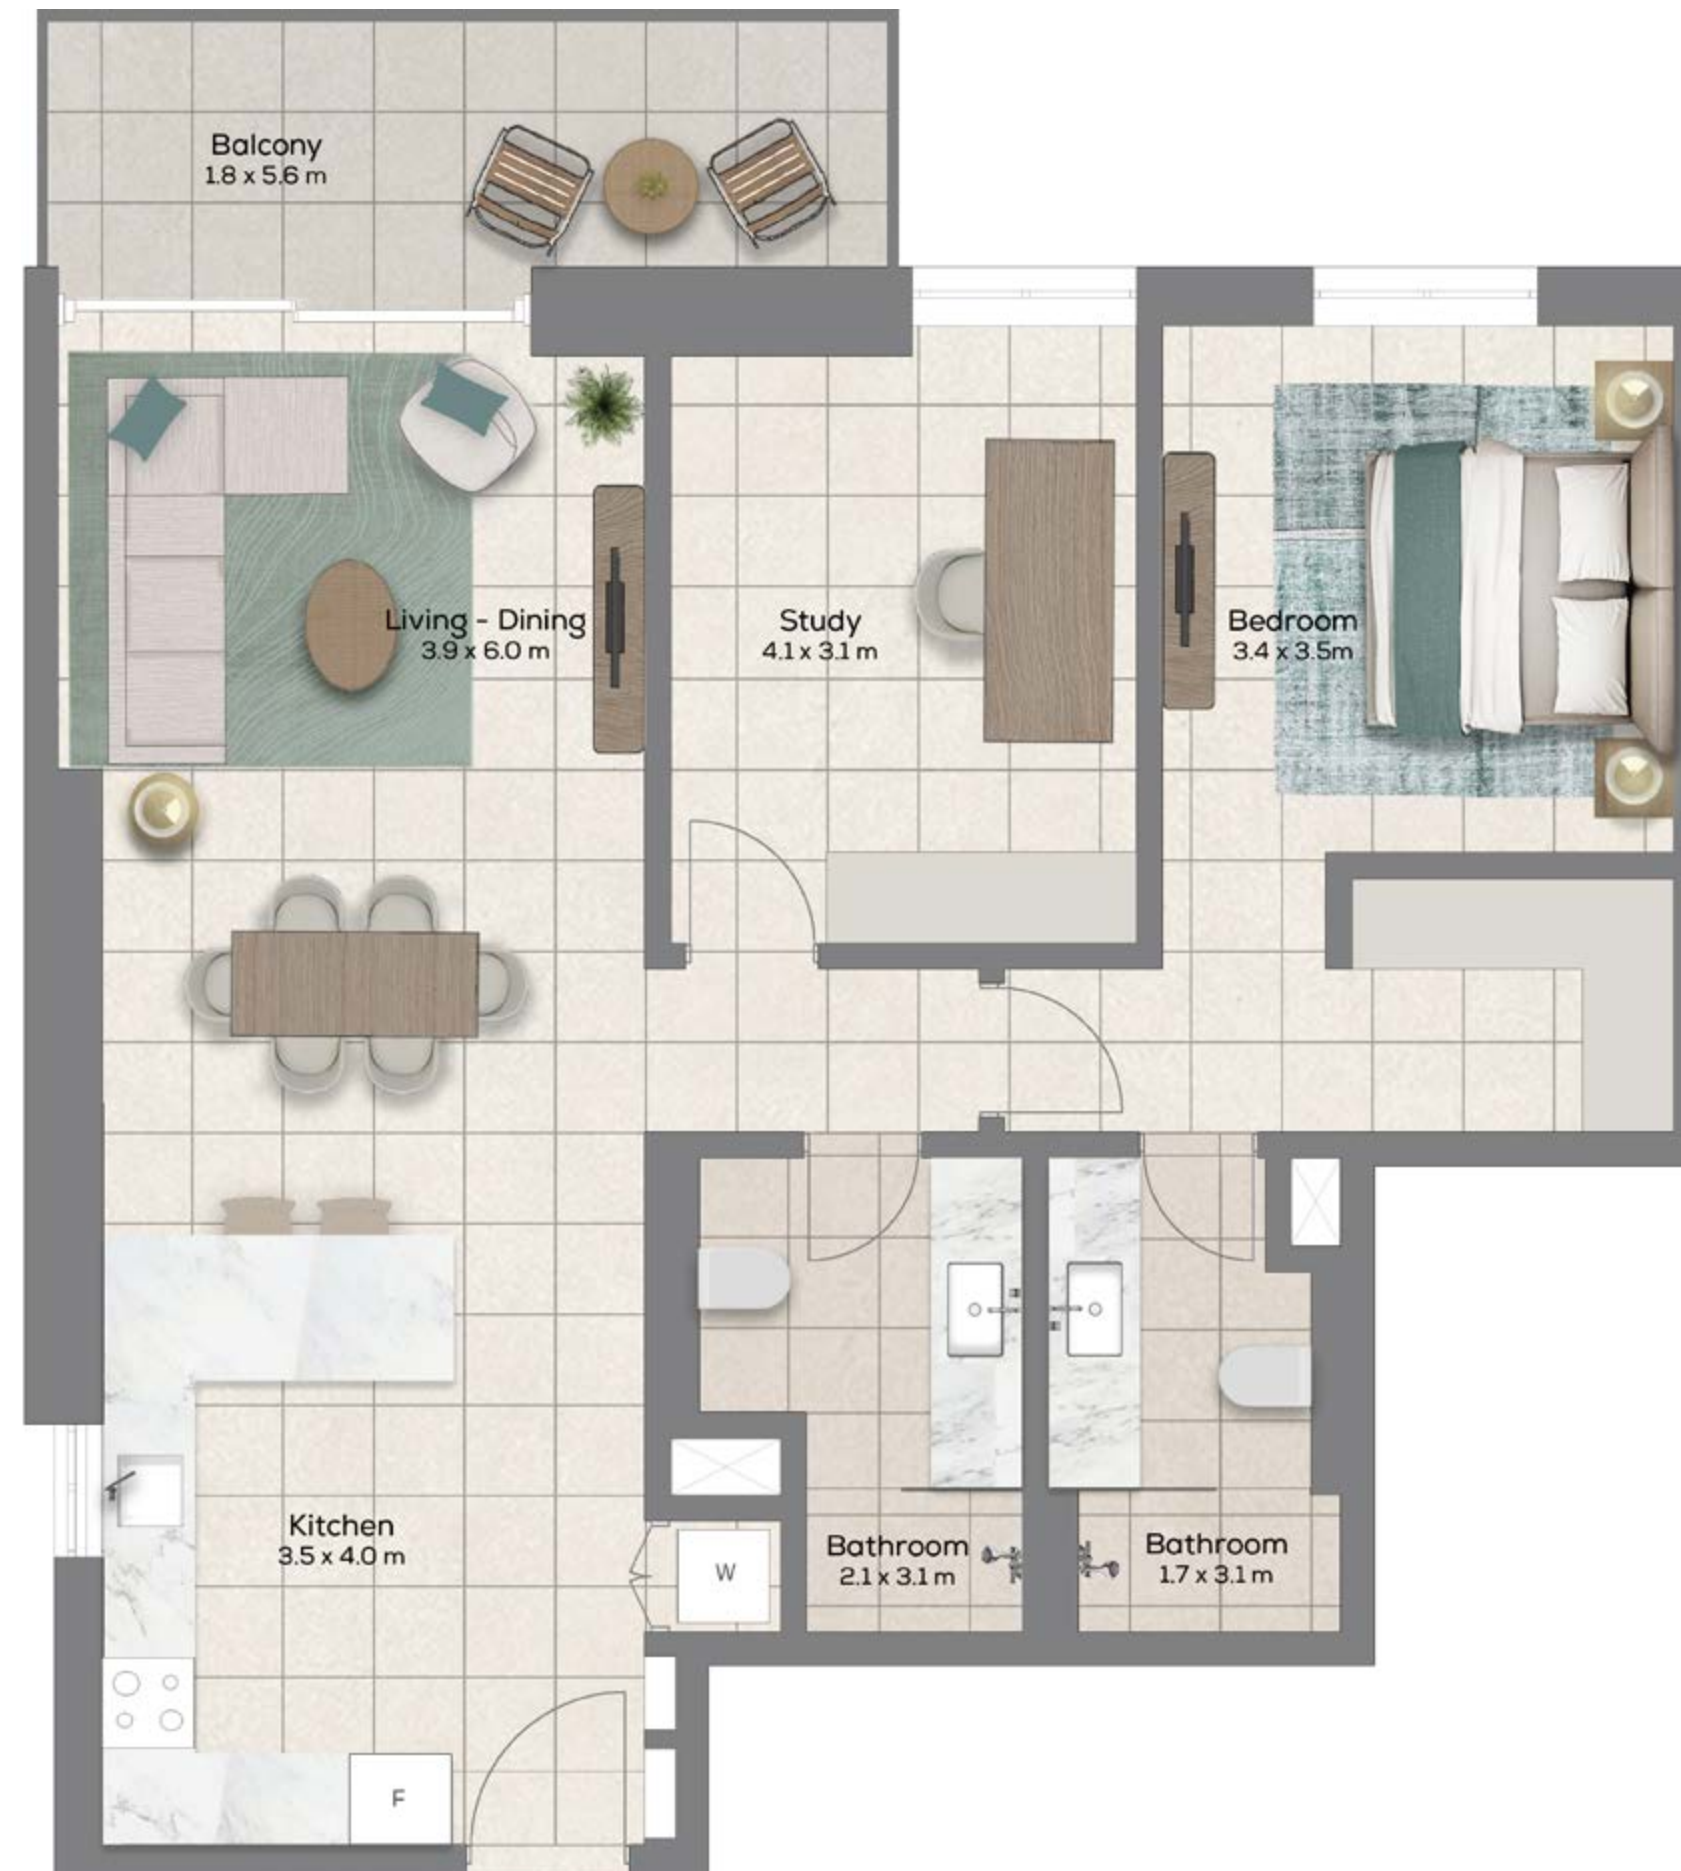 Balcony
1.8 x 5.6 m
Living - Dining
3.9 x 6.0 m
Study
4.1 x 3.1 m
Bedroom
3.4 x 3.5m
Kitchen
3.5 x 4.0 m
W
Bathroom
2.1 x 3.1 m
Bathroom
1.7 x 3.1 m
F